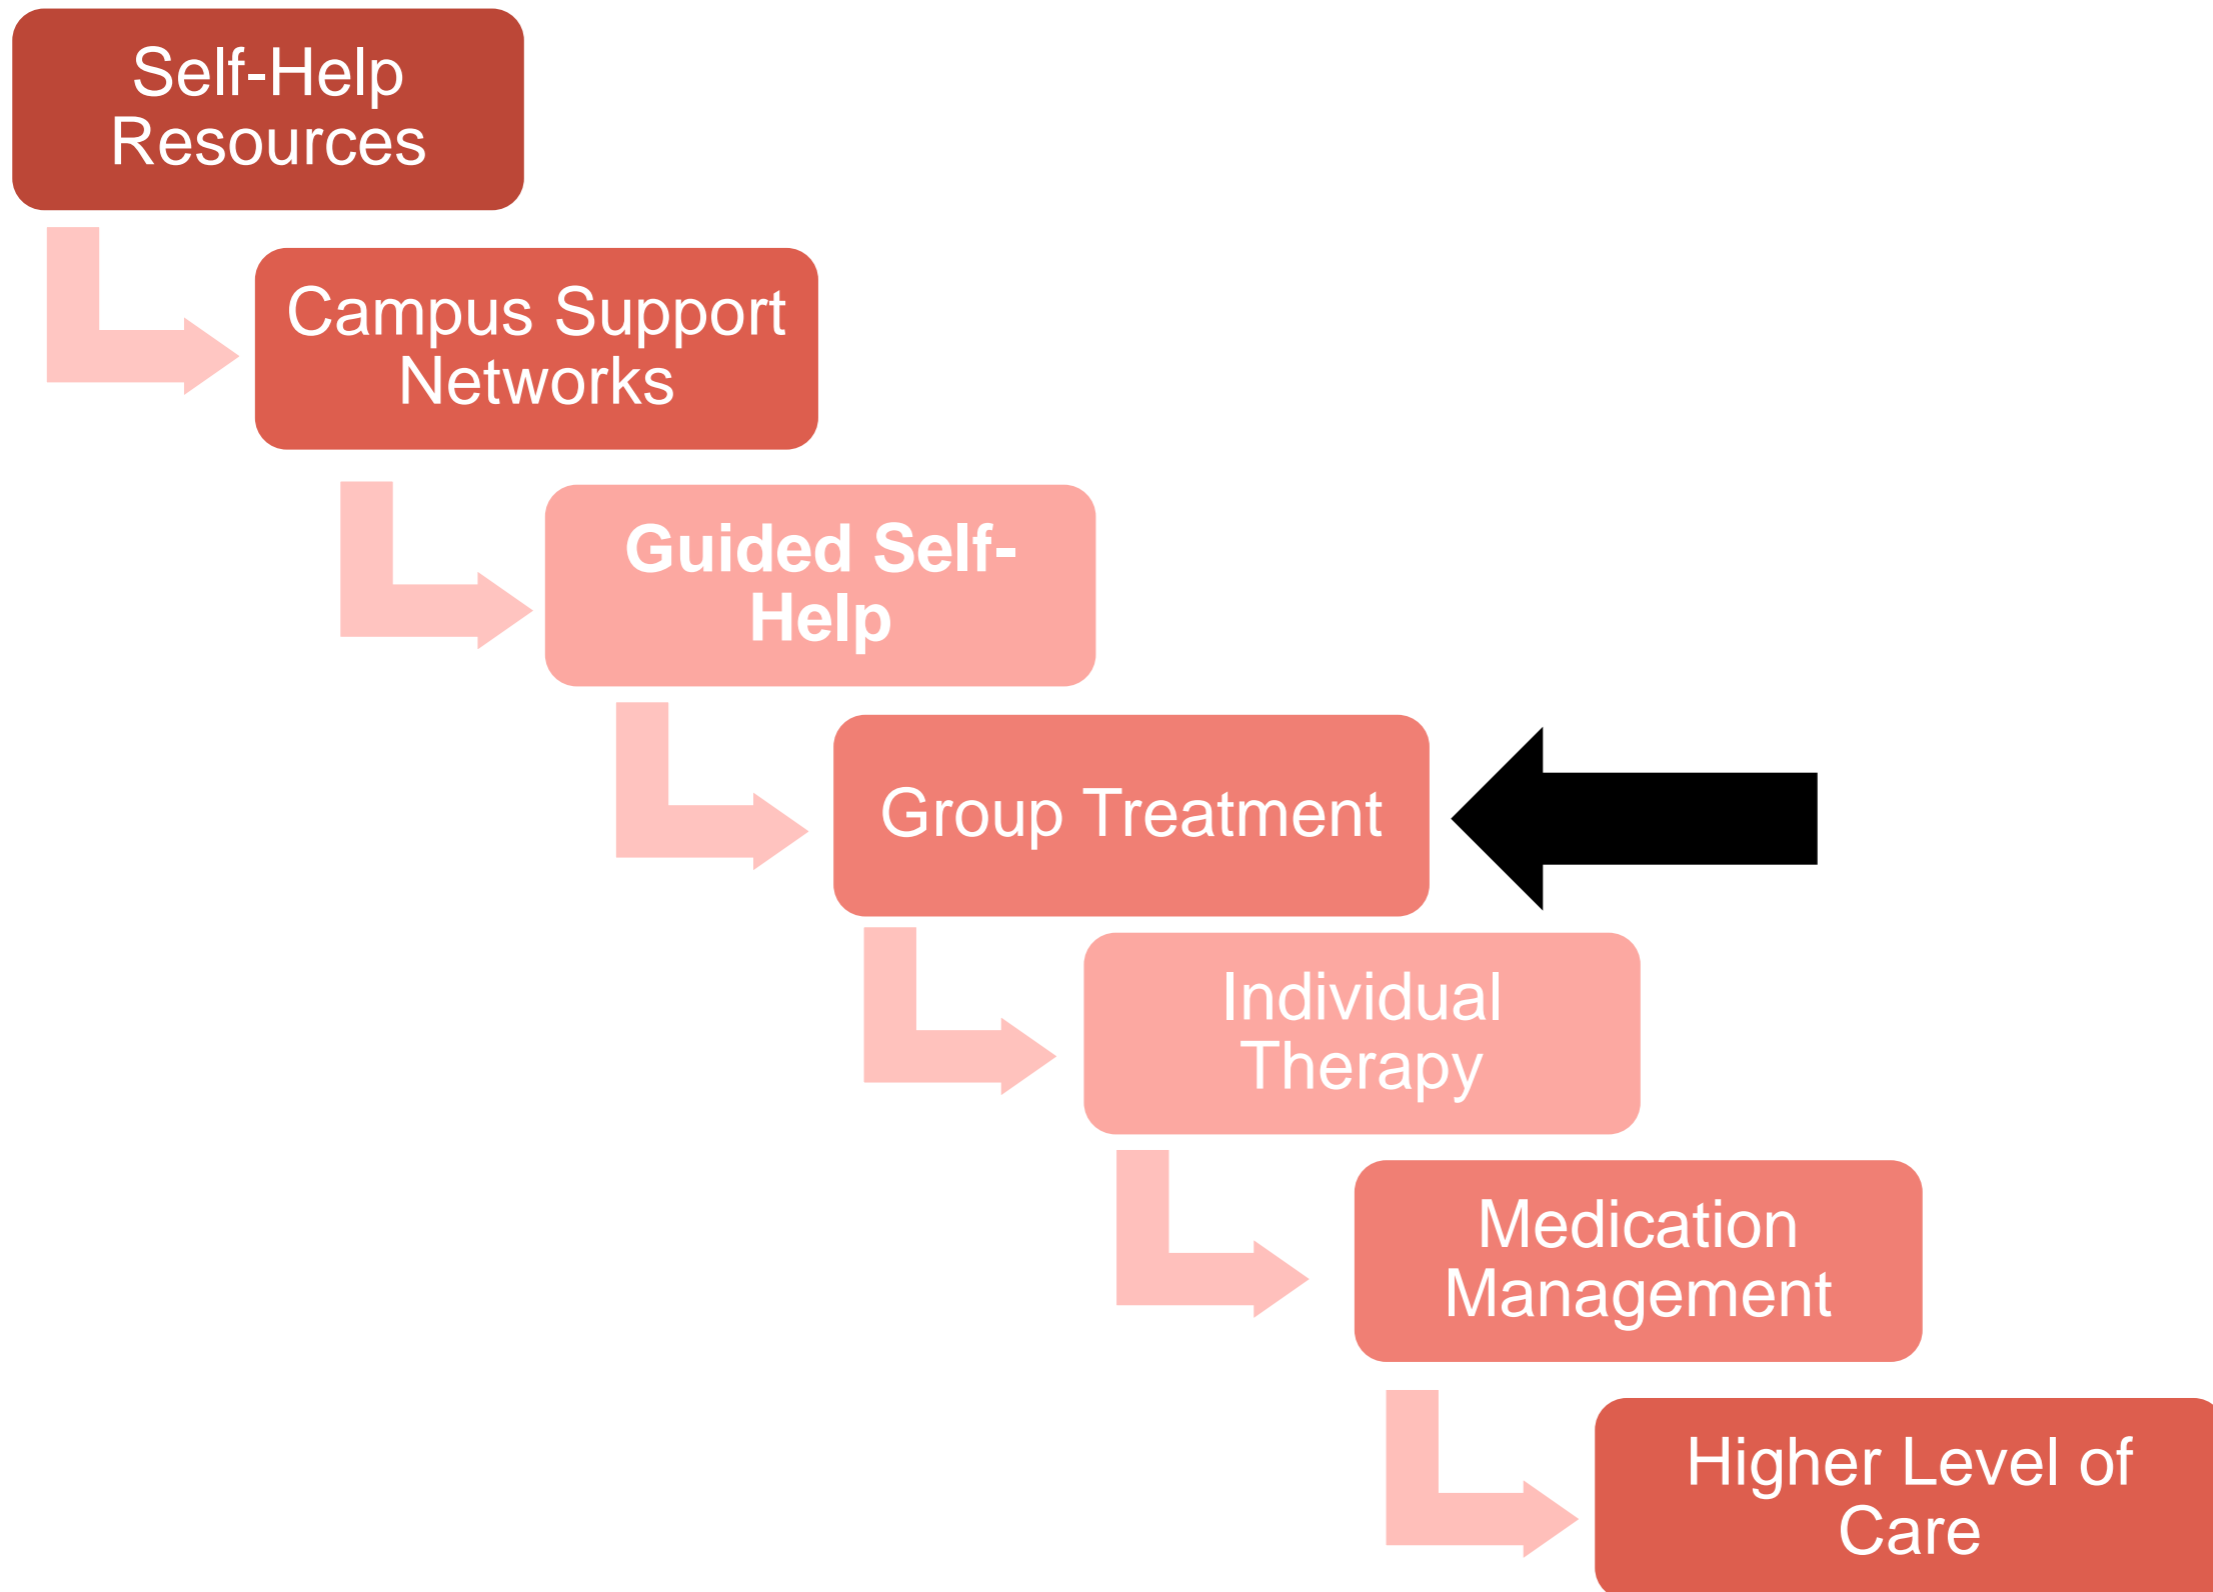 Self-Help
Resources
Campus Support
Networks
Guided Self-
Help
Group Treatment
Individual
Therapy
Medication
Management
Higher Level of
Care